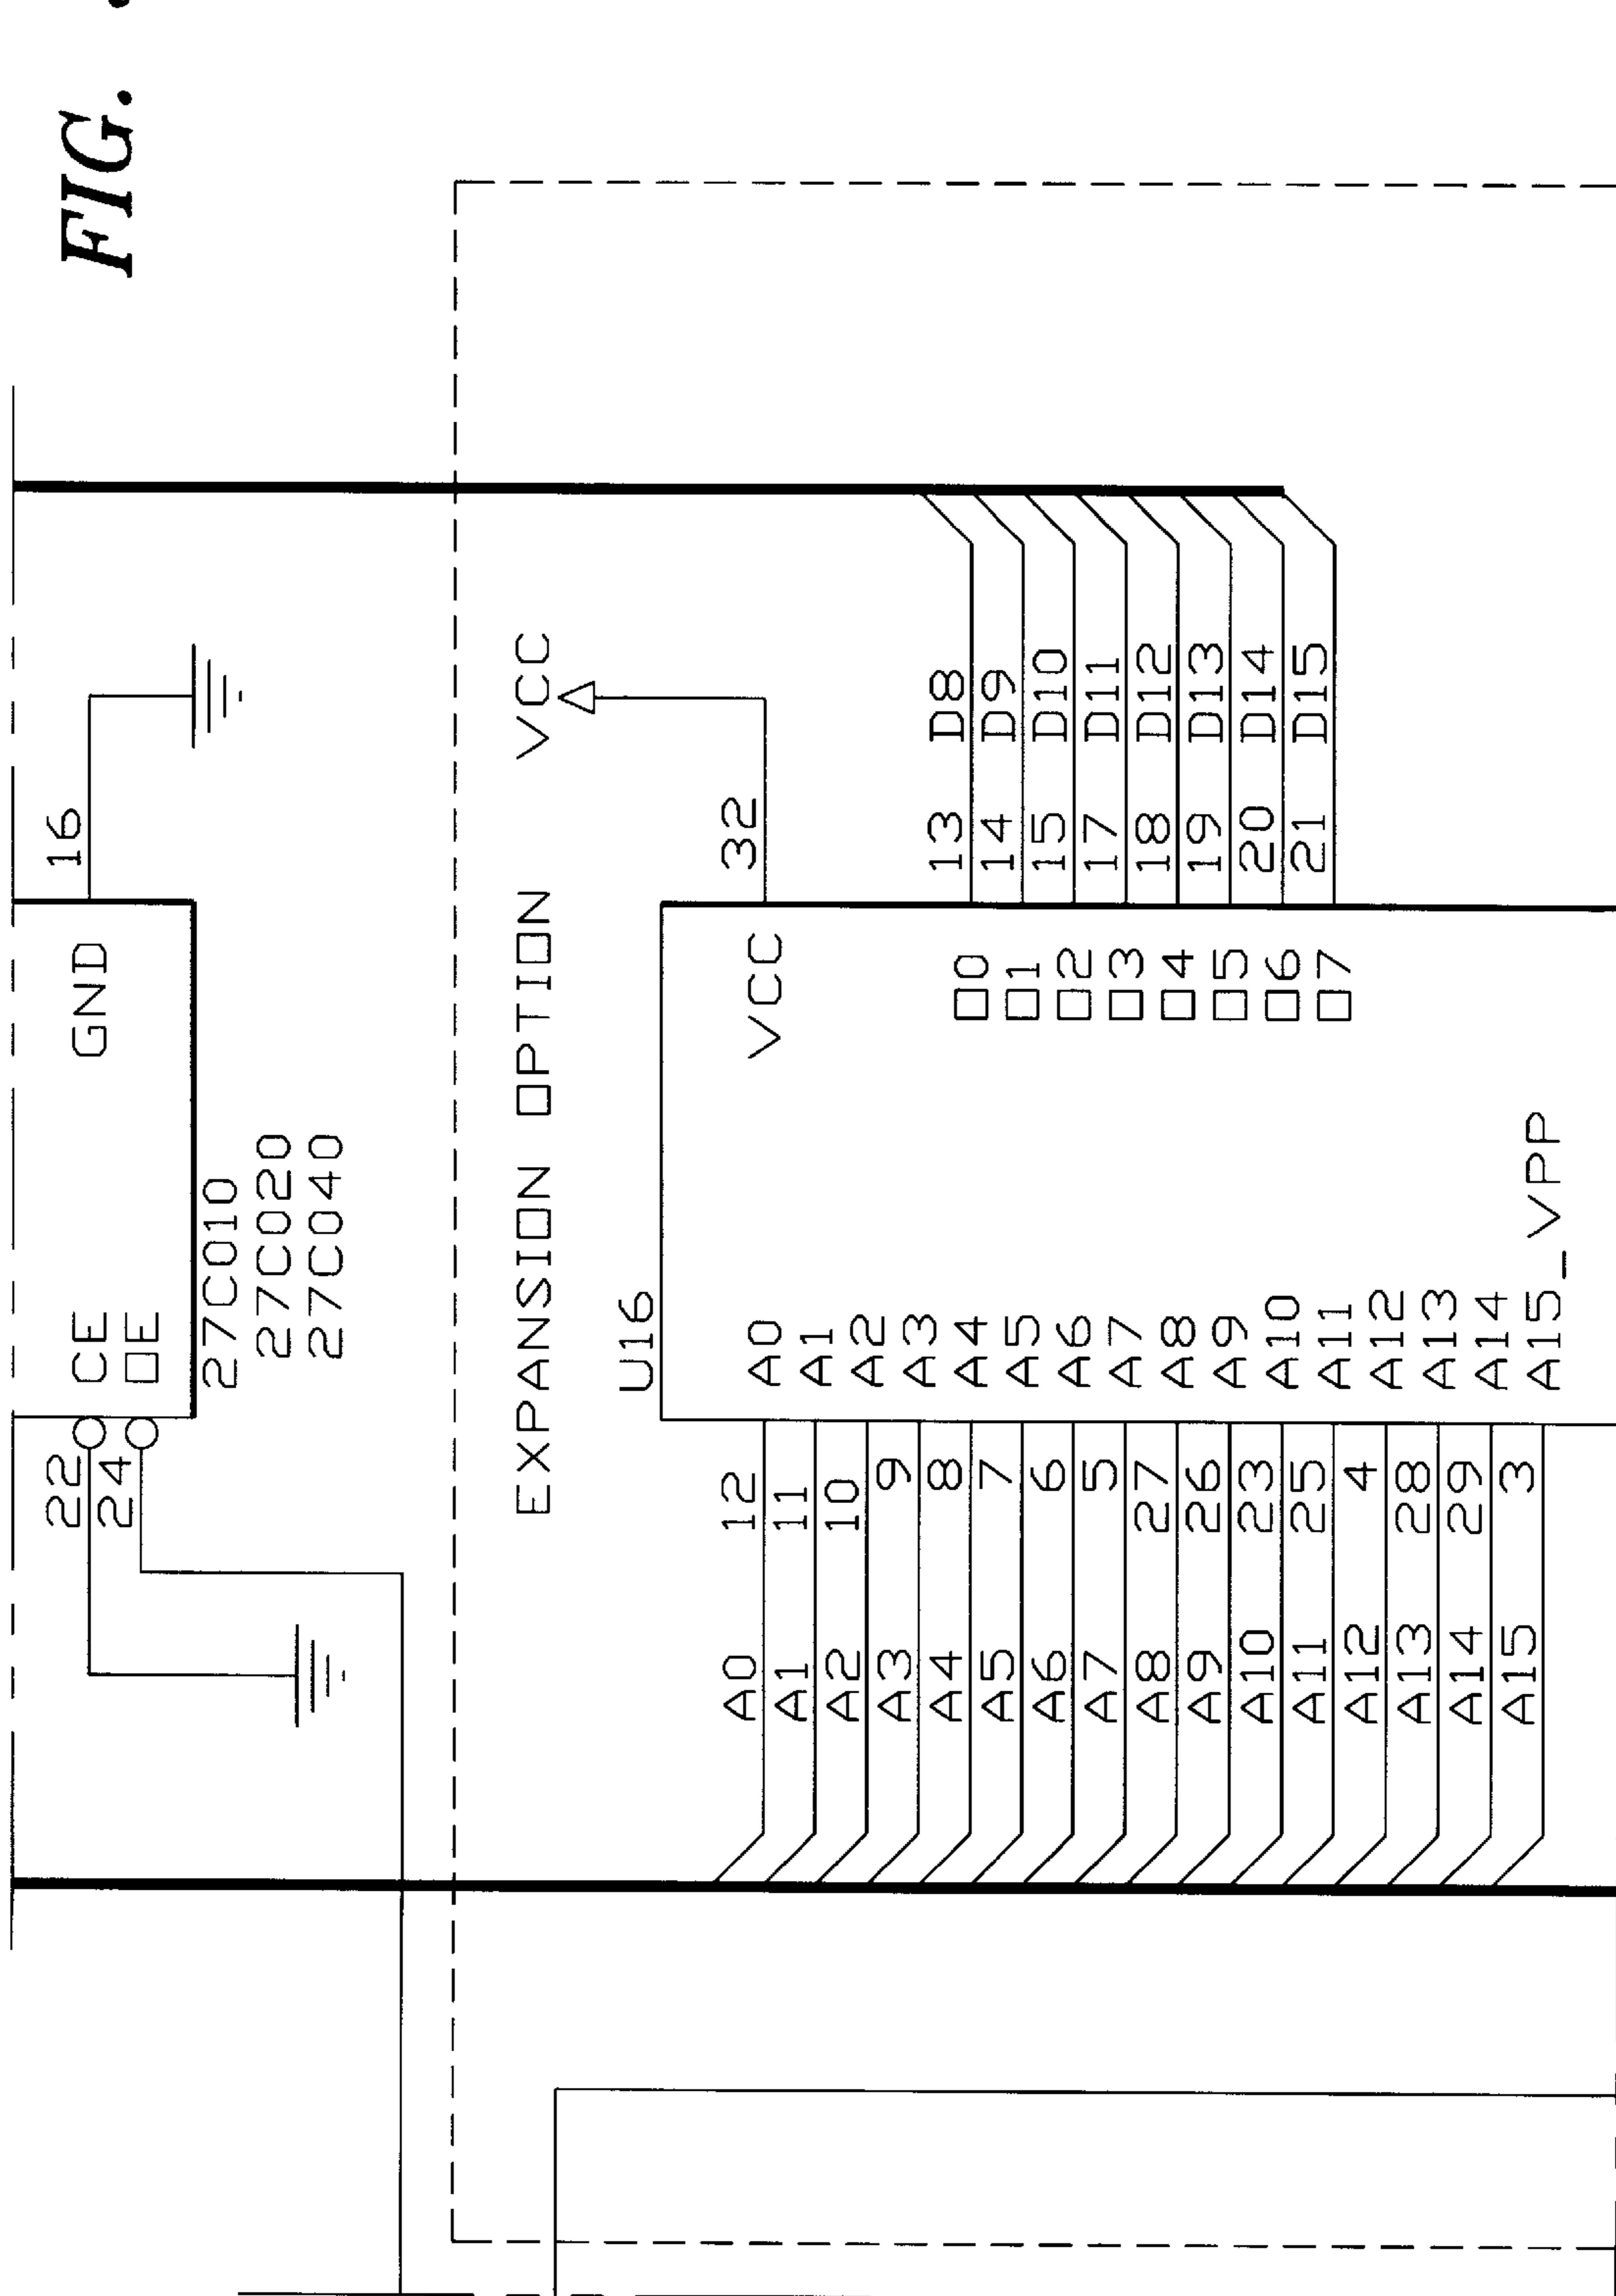 FIG.
GND
16
22
CE
24
OE
27C010
27C020
27C040
EXPANSION OPTION
VCC
U16
A0 12 A0 VCC 32
A1 11 A1
A2 10 A2
A3 9 A3
A4 8 A4 O0 13 D8
A5 7 A5 O1 14 D9
A6 6 A6 O2 15 D10
A7 5 A7 O3 17 D11
A8 27 A8 O4 18 D12
A9 26 A9 O5 19 D13
A10 23 A10 O6 20 D14
A11 25 A11 O7 21 D15
A12 4 A12
A13 28 A13
A14 29 A14
A15 3 A15_VPP